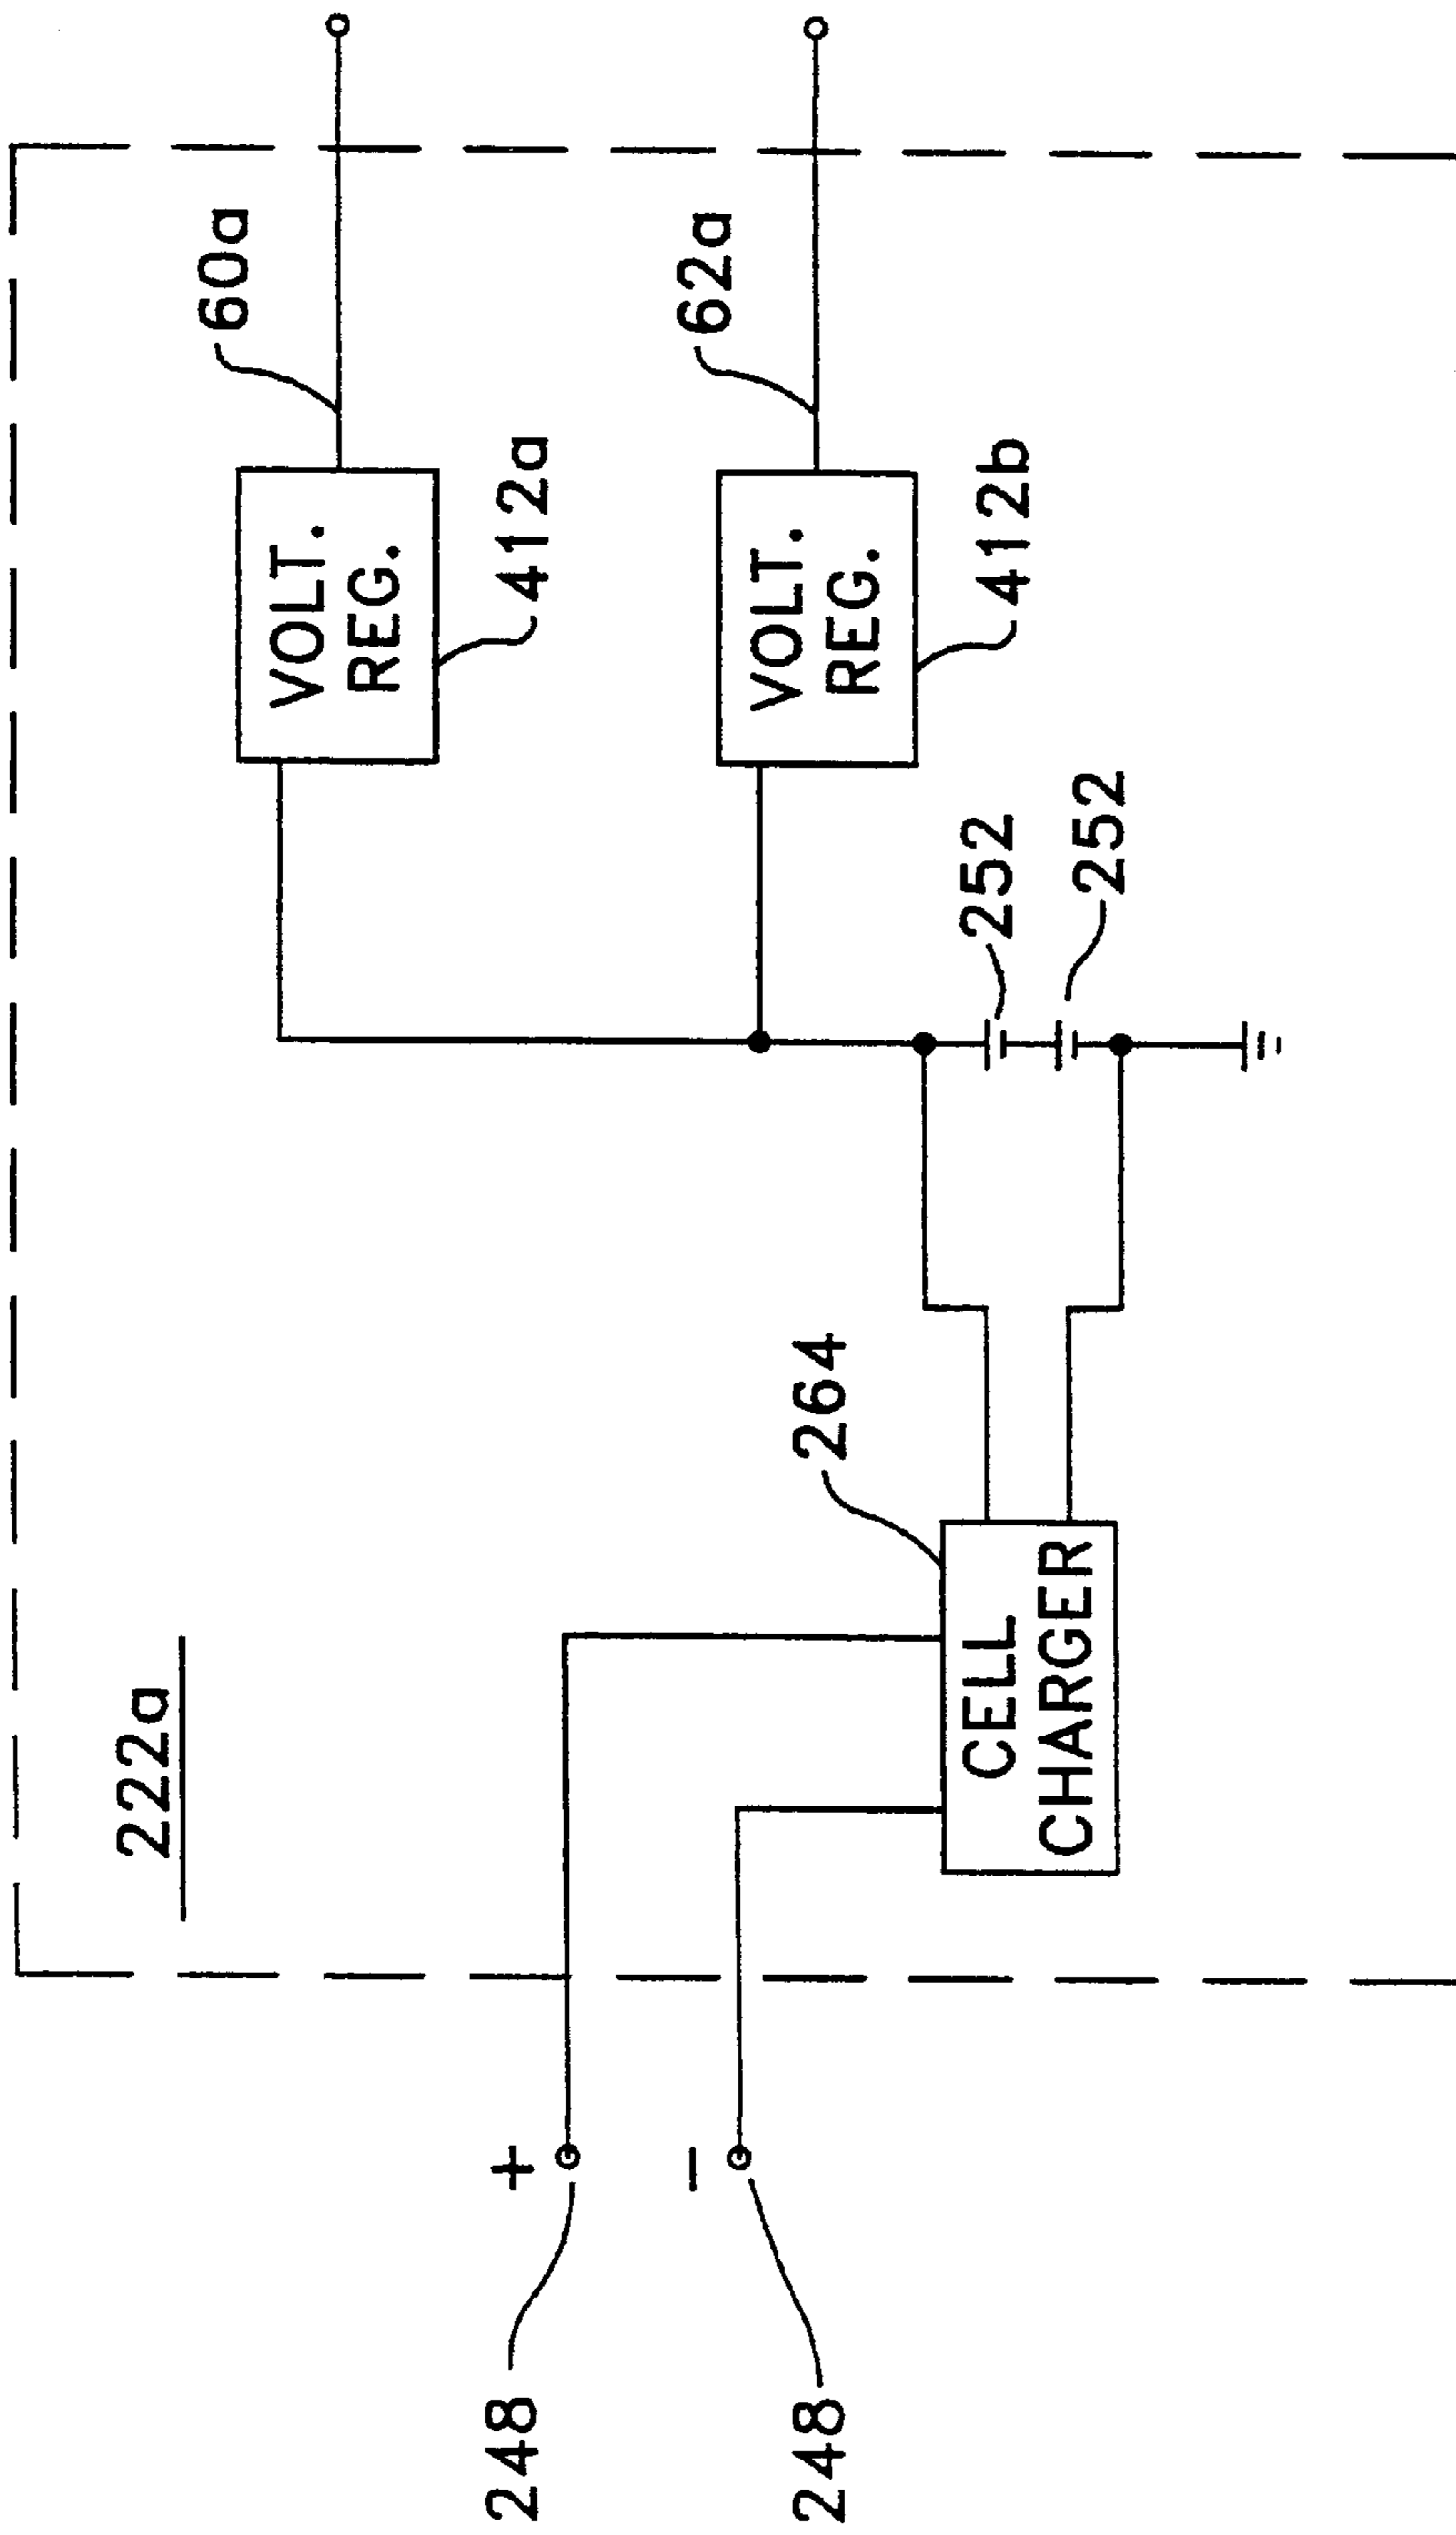 222a
60a
VOLT.
REG.
412a
62a
VOLT.
REG.
412b
+
248
−
248
264
CELL
CHARGER
252
252